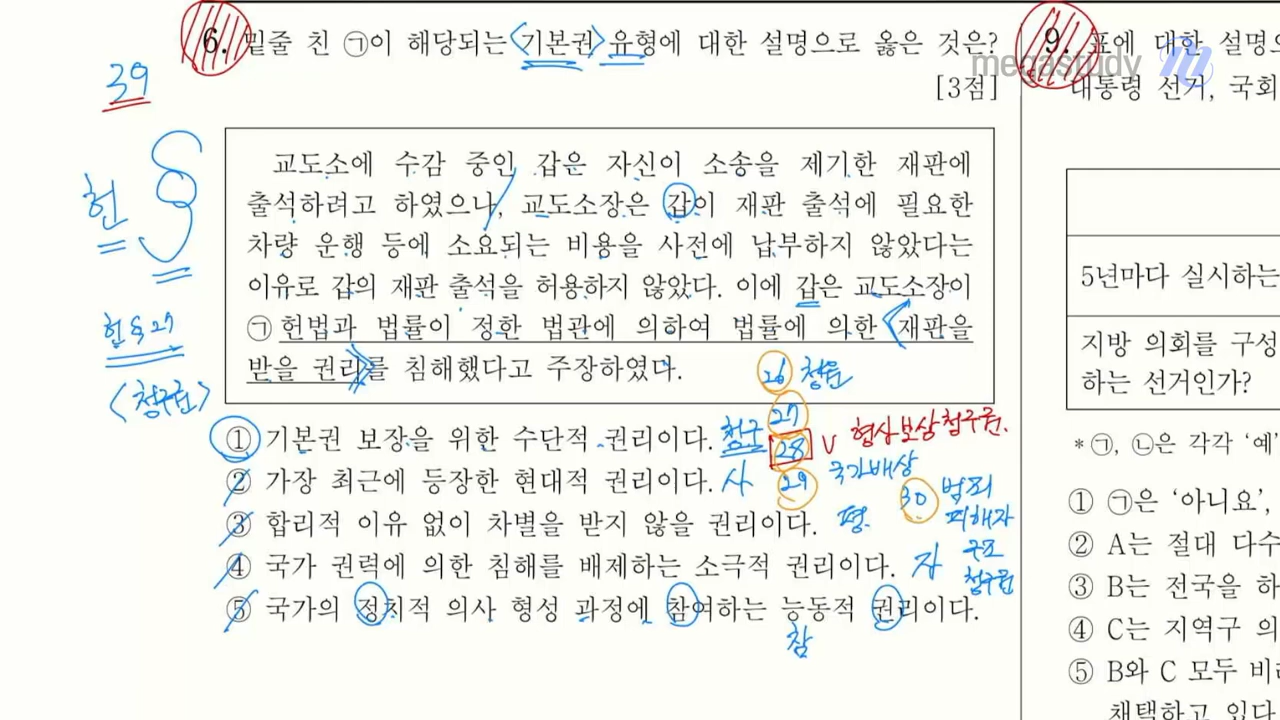 6. 밑줄 친 ㉠이 해당되는 <기본권> 유형에 대한 설명으로 옳은 것은?
[3점]
39
헌 §
헌 § 27
<청구권>
교도소에 수감 중인 갑은 자신이 소송을 제기한 재판에
출석하려고 하였으나, 교도소장은 갑이 재판 출석에 필요한
차량 운행 등에 소요되는 비용을 사전에 납부하지 않았다는
이유로 갑의 재판 출석을 허용하지 않았다. 이에 갑은 교도소장이
㉠ 헌법과 법률이 정한 법관에 의하여 법률에 의한 재판을
받을 권리를 침해했다고 주장하였다.
① 기본권 보장을 위한 수단적 권리이다. 청구
② 가장 최근에 등장한 현대적 권리이다. 사
③ 합리적 이유 없이 차별을 받지 않을 권리이다. 평
④ 국가 권력에 의한 침해를 배제하는 소극적 권리이다. 자
⑤ 국가의 정치적 의사 형성 과정에 참여하는 능동적 권리이다.
참
26 청원
27
28 형사보상청구권.
29 국가배상
30 범죄
피해자
구조
청구권
megastudy
9. 표에 대한 설명으
대통령 선거, 국회
5년마다 실시하는
지방 의회를 구성
하는 선거인가?
* ㉠, ㉡은 각각 ‘예’
① ㉠은 ‘아니요’,
② A는 절대 다수
③ B는 전국을 하
④ C는 지역구 의
⑤ B와 C 모두 비례
채택하고 있다